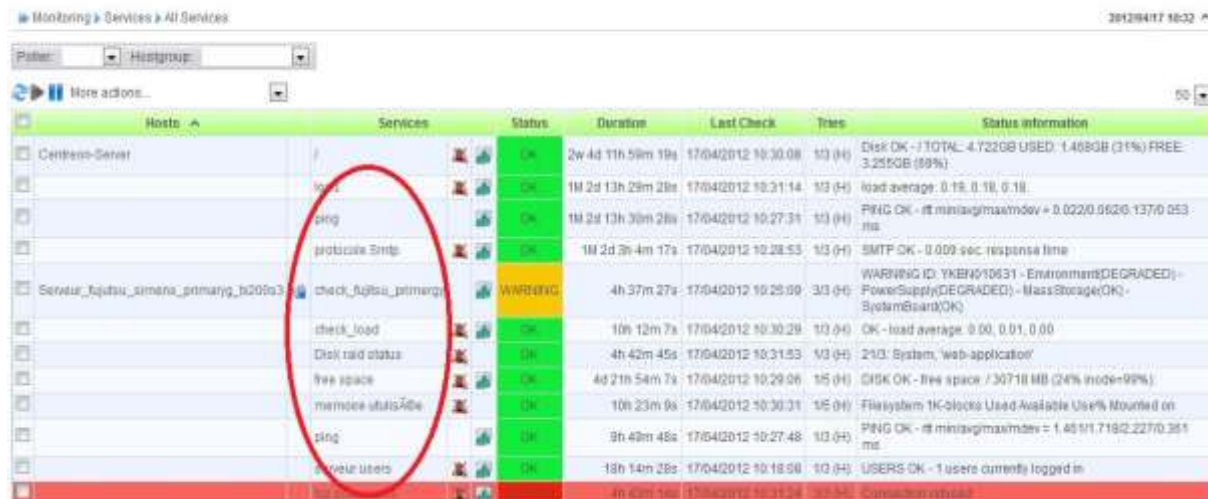 Monitoring ▶ Services ▶ All Services
2012/04/17 10:32
Poller: Hostgroup:
More actions... 50
Hosts Services Status Duration Last Check Tries Status information
Centreon-Server / OK 2w 4d 11h 59m 19s 17/04/2012 10:30:08 1/3 (H) Disk OK - / TOTAL: 4.722GB USED: 1.468GB (31%) FREE:
3.255GB (69%)
OK 1M 2d 13h 29m 28s 17/04/2012 10:31:14 1/3 (H) load average: 0.19, 0.18, 0.18
ping OK 1M 2d 13h 30m 28s 17/04/2012 10:27:31 1/3 (H) PING OK - rtt min/avg/max/mdev = 0.022/0.062/0.137/0.053
ms
protocole Smtp OK 1M 2d 3h 4m 17s 17/04/2012 10:28:53 1/3 (H) SMTP OK - 0.009 sec. response time
WARNING ID: YKBN010631 - Environment(DEGRADED) -
check_fujitsu_primergy WARNING 4h 37m 27s 17/04/2012 10:25:09 3/3 (H) PowerSupply(DEGRADED) - MassStorage(OK) -
SystemBoard(OK)
check_load OK 10h 12m 7s 17/04/2012 10:30:29 1/3 (H) OK - load average: 0.00, 0.01, 0.00
Disk raid status OK 4h 42m 45s 17/04/2012 10:31:53 1/3 (H) 21/3: System, 'web-application'
free space OK 4d 21h 54m 7s 17/04/2012 10:29:06 1/5 (H) DISK OK - free space: / 30718 MB (24% inode=99%):
memoire utulisÃ©e OK 10h 23m 9s 17/04/2012 10:30:31 1/5 (H) Filesystem 1K-blocks Used Available Use% Mounted on
ping OK 9h 49m 48s 17/04/2012 10:27:48 1/3 (H) PING OK - rtt min/avg/max/mdev = 1.461/1.718/2.227/0.361
ms
serveur users OK 18h 14m 28s 17/04/2012 10:18:08 1/3 (H) USERS OK - 1 users currently logged in
Connection refused